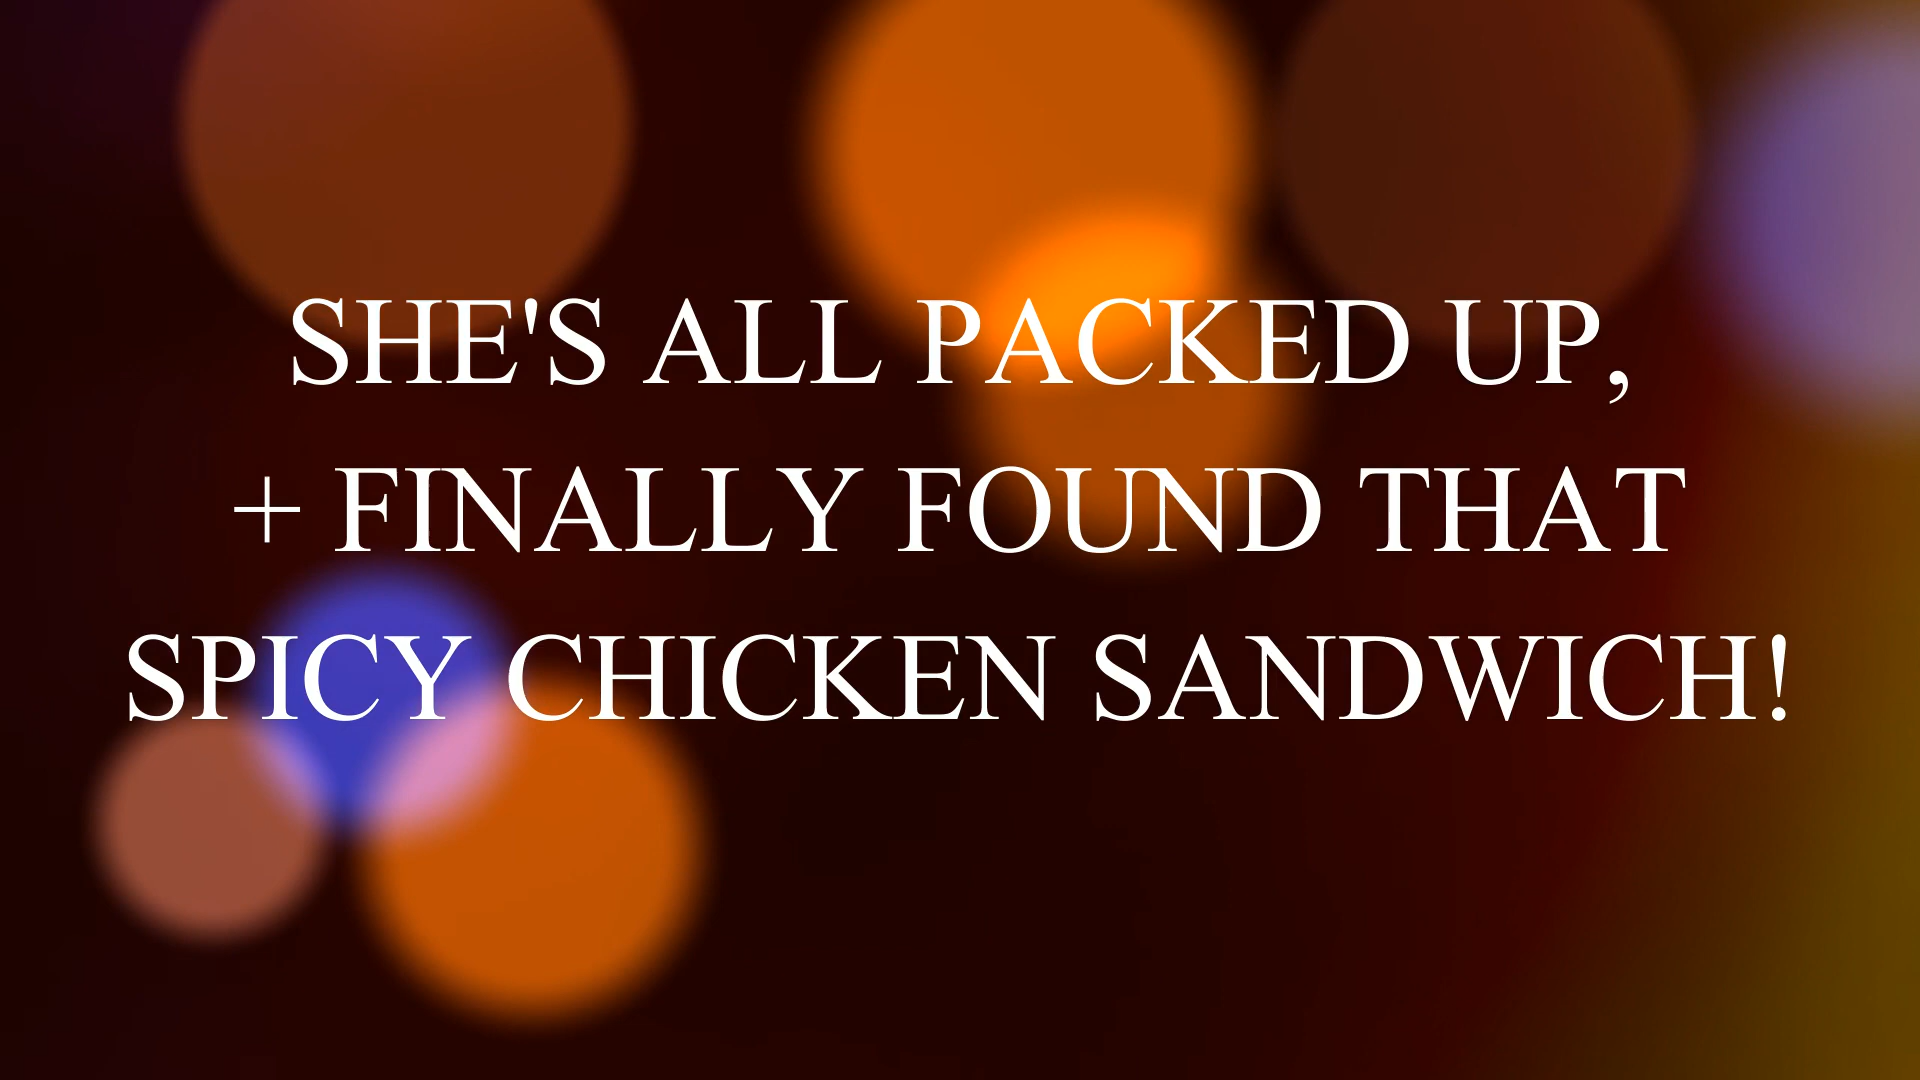 SHE'S ALL PACKED UP,
+ FINALLY FOUND THAT
SPICY CHICKEN SANDWICH!